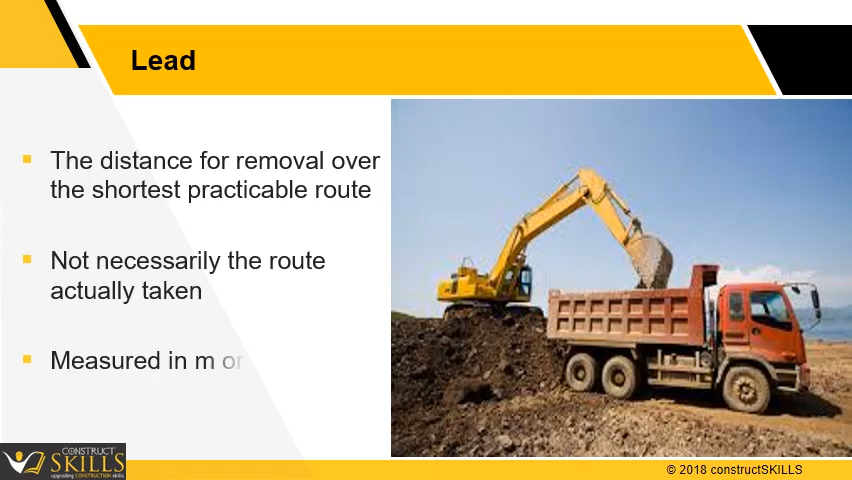 Lead
The distance for removal over
the shortest practicable route
Not necessarily the route
actually taken
Measured in m or
CONSTRUCT
SKILLS
upgrading CONSTRUCTION skills
© 2018 constructSKILLS